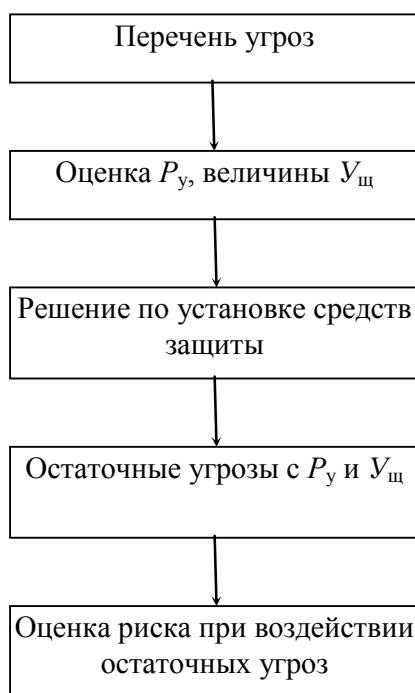 Перечень угроз
Оценка Pу, величины Ущ
Решение по установке средств
защиты
Остаточные угрозы с Pу и Ущ
Оценка риска при воздействии
остаточных угроз